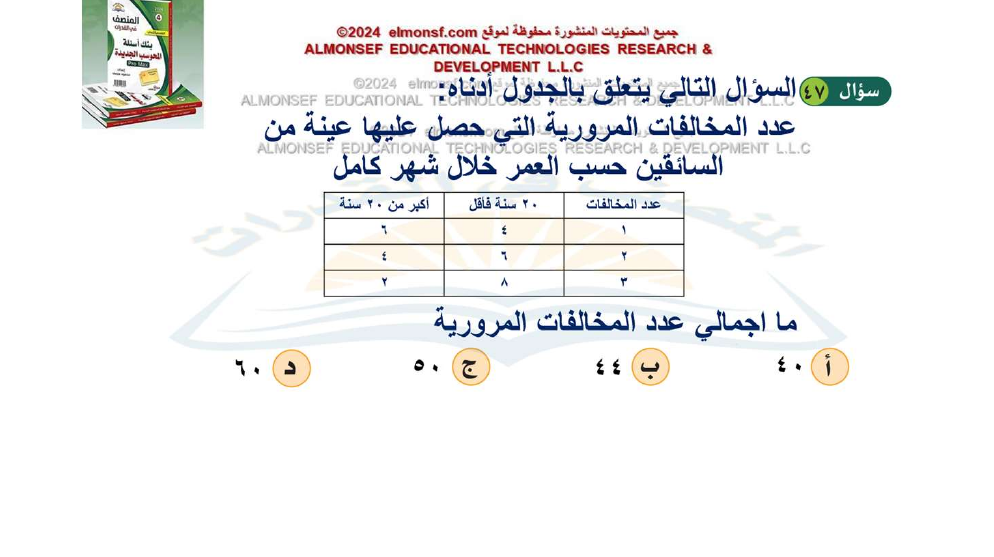 جميع المحتويات المنشورة محفوظة لموقع elmonsf.com ©2024
ALMONSEF EDUCATIONAL TECHNOLOGIES RESEARCH &
DEVELOPMENT L.L.C
سؤال ٤٧ السؤال التالي يتعلق بالجدول أدناه:
ALMONSEF EDUCATIONAL TECHNOLOGIES RESEARCH & DEVELOPMENT L.L.C
عدد المخالفات المرورية التي حصل عليها عينة من
ALMONSEF EDUCATIONAL TECHNOLOGIES RESEARCH & DEVELOPMENT L.L.C
السائقين حسب العمر خلال شهر كامل
عدد المخالفات ٢٠ سنة فأقل أكبر من ٢٠ سنة
١ ٤ ٦
٢ ٦ ٤
٣ ٨ ٢
ما اجمالي عدد المخالفات المرورية
أ ٤٠ ب ٤٤ ج ٥٠ د ٦٠
المنصف
في القدرات
بنك أسئلة
المحوسب الجديدة